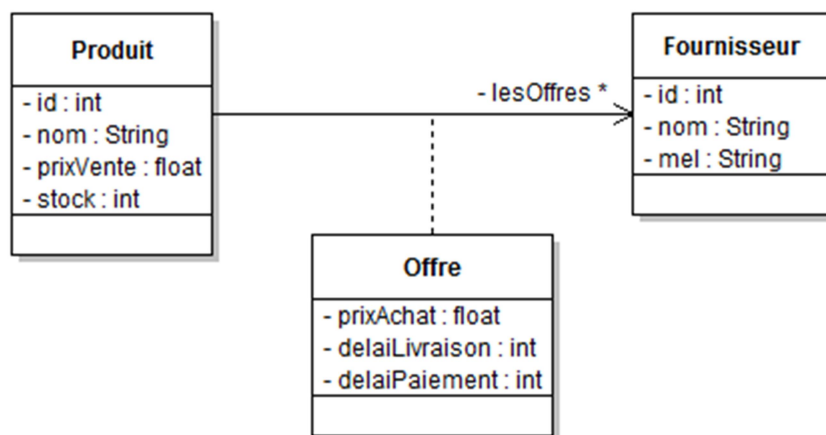 Produit
- id : int
- nom : String
- prixVente : float
- stock : int
- lesOffres *
Fournisseur
- id : int
- nom : String
- mel : String
Offre
- prixAchat : float
- delaiLivraison : int
- delaiPaiement : int